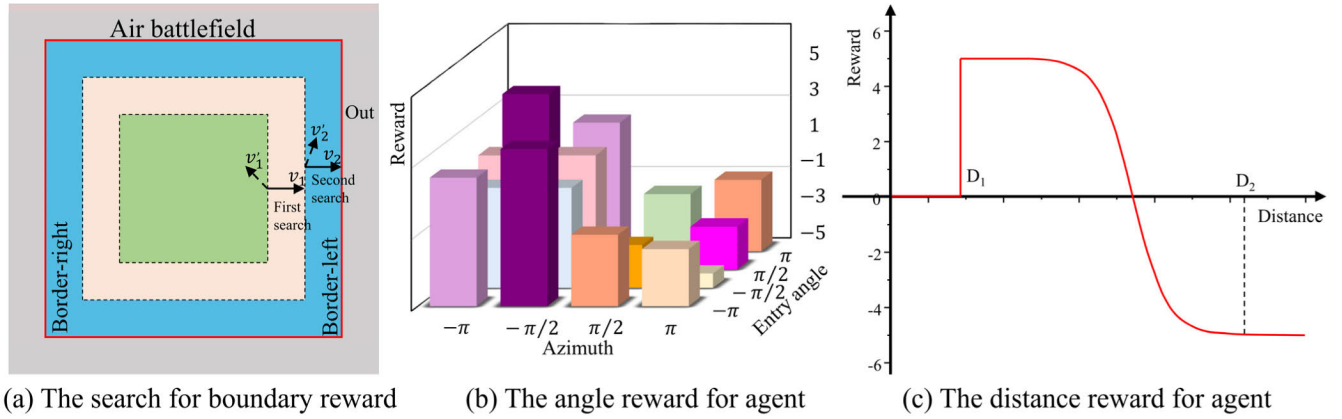 Air battlefield
Out
v′₂
v′₁
v₂
v₁
Second
search
First
search
Border-right
Border-left
(a) The search for boundary reward
Reward
5
3
1
−1
−3
−5
−π
−π/2
π/2
π
Azimuth
−π
−π/2
π/2
π
Entry angle
(b) The angle reward for agent
Reward
6
4
2
0
-2
-4
-6
D₁
D₂
Distance
(c) The distance reward for agent